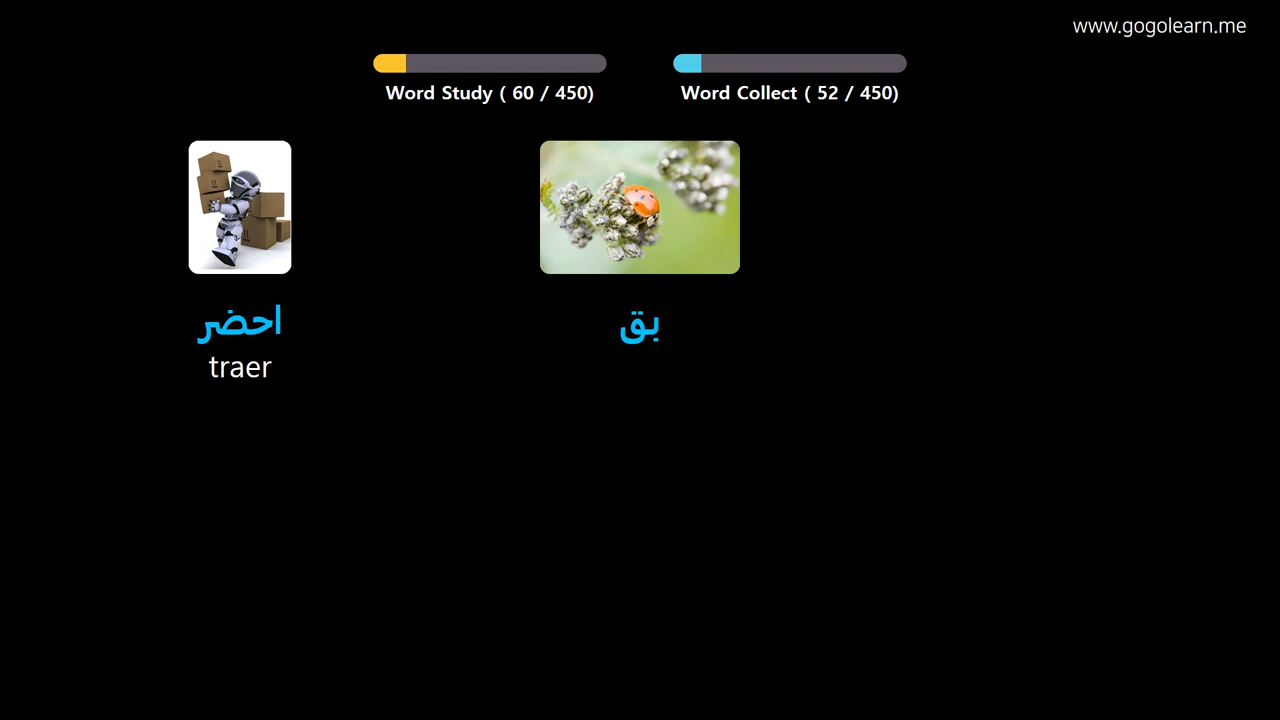 www.gogolearn.me
Word Study ( 60 / 450)
Word Collect ( 52 / 450)
احضر
traer
بق